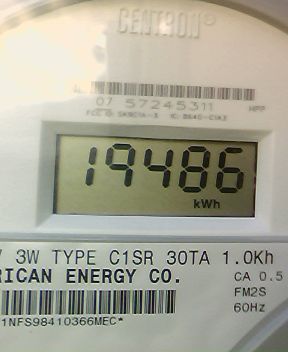 CENTRON®
07 57245311 HPP
19486
kWh
3W TYPE C1SR 30TA 1.0Kh
RICAN ENERGY CO. CA 0.5
FM2S
60Hz
1NFS98410366MEC*